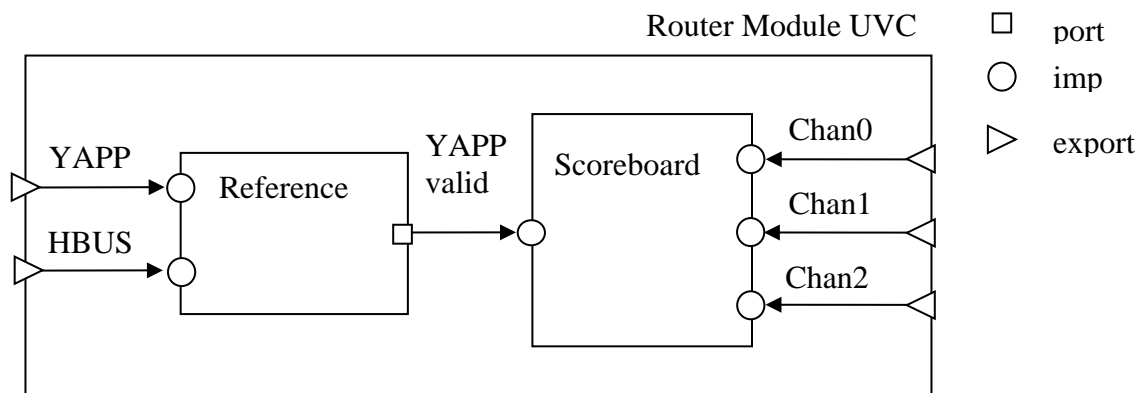 Router Module UVC
port
imp
export
YAPP
HBUS
Reference
YAPP
valid
Scoreboard
Chan0
Chan1
Chan2